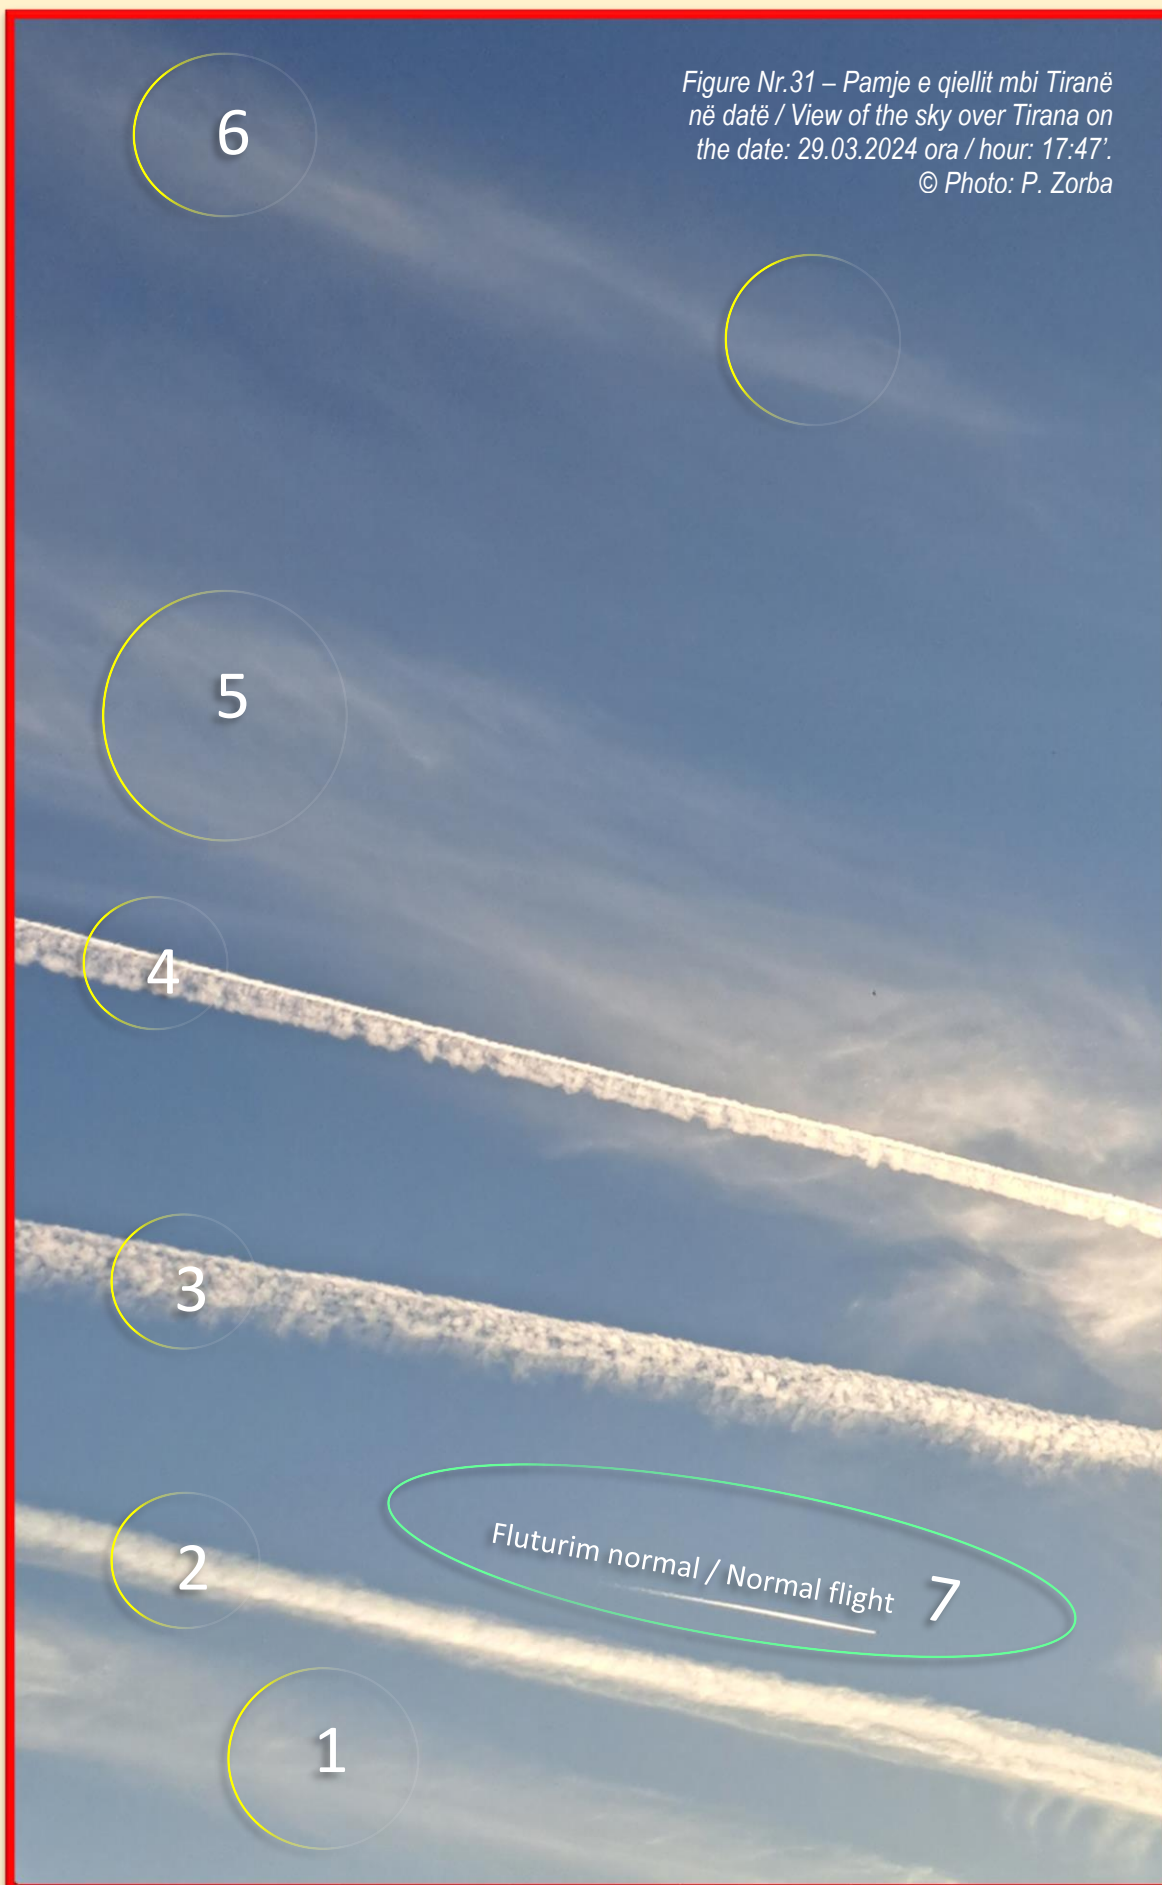 Figure Nr.31 – Pamje e qiellit mbi Tiranë
në datë / View of the sky over Tirana on
the date: 29.03.2024 ora / hour: 17:47’.
© Photo: P. Zorba
6
5
4
3
Fluturim normal / Normal flight 7
2
1